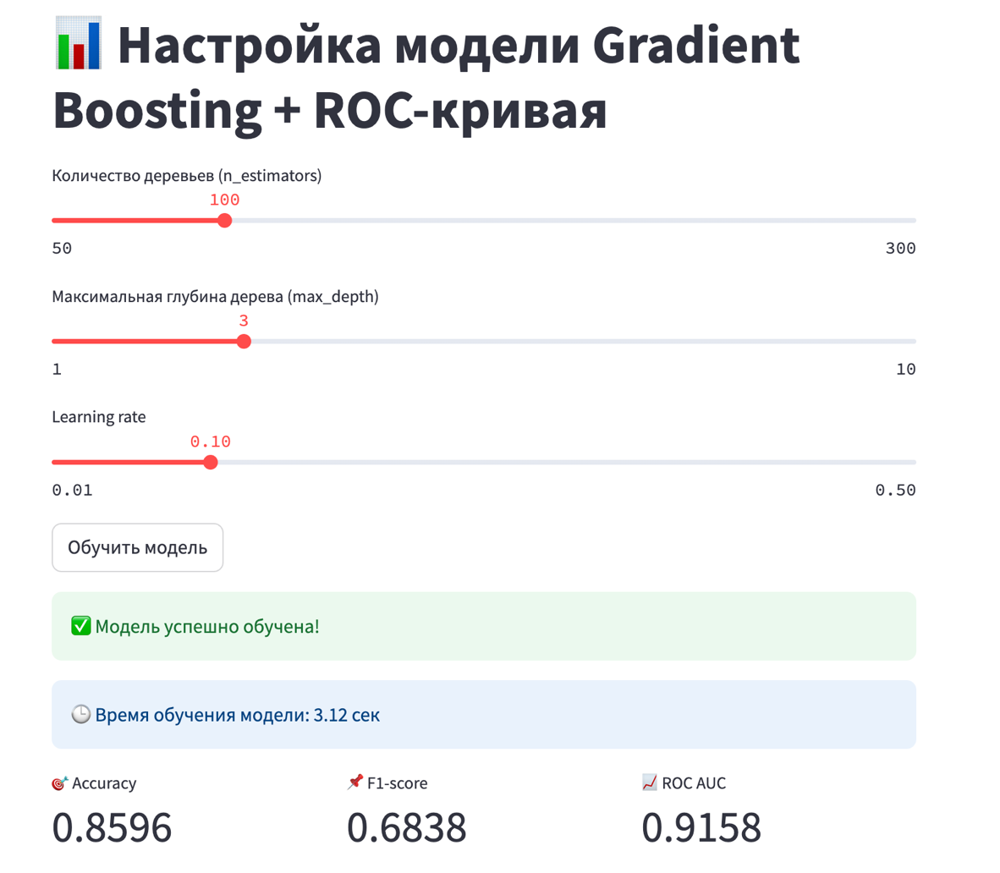 📊 Настройка модели Gradient
Boosting + ROC-кривая
Количество деревьев (n_estimators)
100
50 300
Максимальная глубина дерева (max_depth)
3
1 10
Learning rate
0.10
0.01 0.50
Обучить модель
✅ Модель успешно обучена!
🕒 Время обучения модели: 3.12 сек
🎯 Accuracy 📌 F1-score 📈 ROC AUC
0.8596 0.6838 0.9158